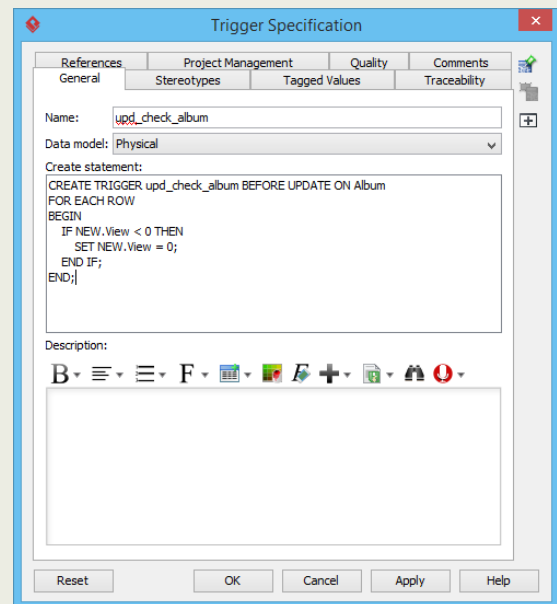 Trigger Specification
References Project Management Quality Comments
General Stereotypes Tagged Values Traceability
Name: upd_check_album
Data model: Physical
Create statement:
CREATE TRIGGER upd_check_album BEFORE UPDATE ON Album
FOR EACH ROW
BEGIN
IF NEW.View < 0 THEN
SET NEW.View = 0;
END IF;
END;
Description:
B F F
Reset OK Cancel Apply Help